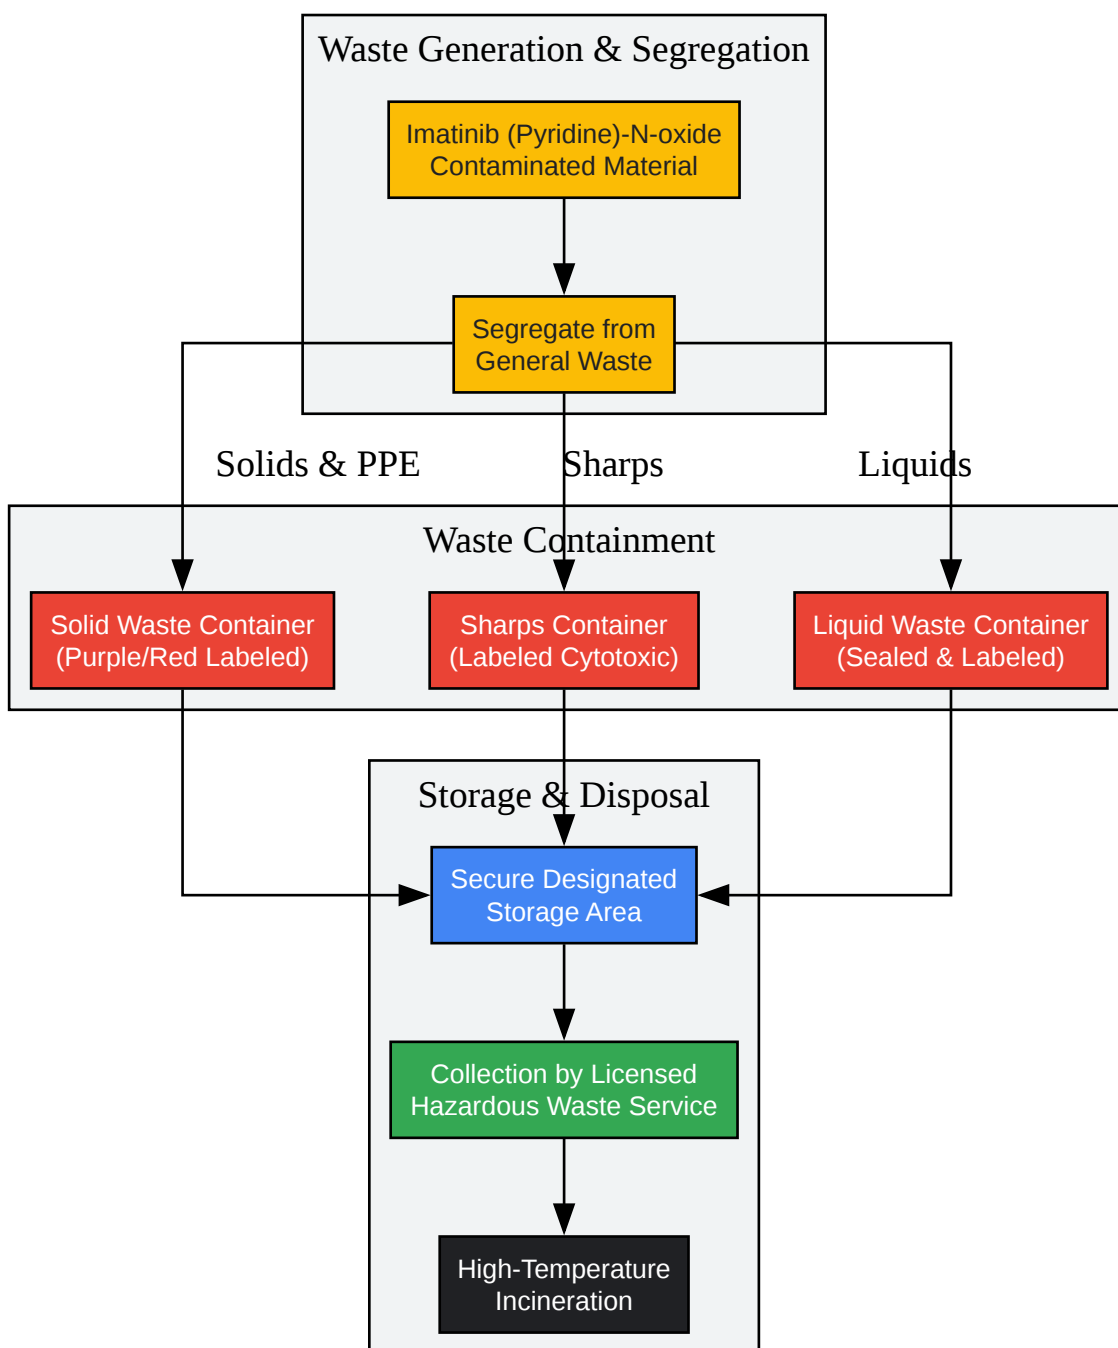 Waste Generation & Segregation
Imatinib (Pyridine)-N-oxide
Contaminated Material
Segregate from
General Waste
Solids & PPE
Sharps
Liquids
Waste Containment
Solid Waste Container
(Purple/Red Labeled)
Sharps Container
(Labeled Cytotoxic)
Liquid Waste Container
(Sealed & Labeled)
Storage & Disposal
Secure Designated
Storage Area
Collection by Licensed
Hazardous Waste Service
High-Temperature
Incineration